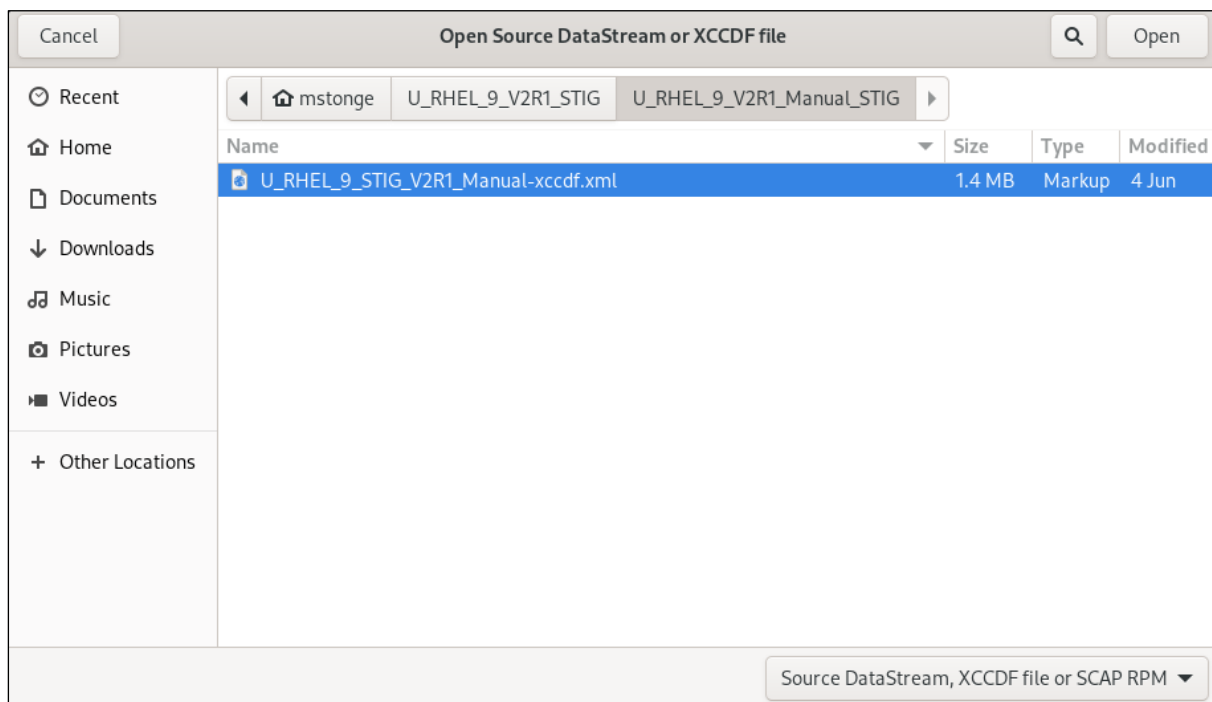 Cancel Open Source DataStream or XCCDF file Open
Recent
Home
Documents
Downloads
Music
Pictures
Videos
Other Locations
mstonge U_RHEL_9_V2R1_STIG U_RHEL_9_V2R1_Manual_STIG
Name Size Type Modified
U_RHEL_9_STIG_V2R1_Manual-xccdf.xml 1.4 MB Markup 4 Jun
Source DataStream, XCCDF file or SCAP RPM